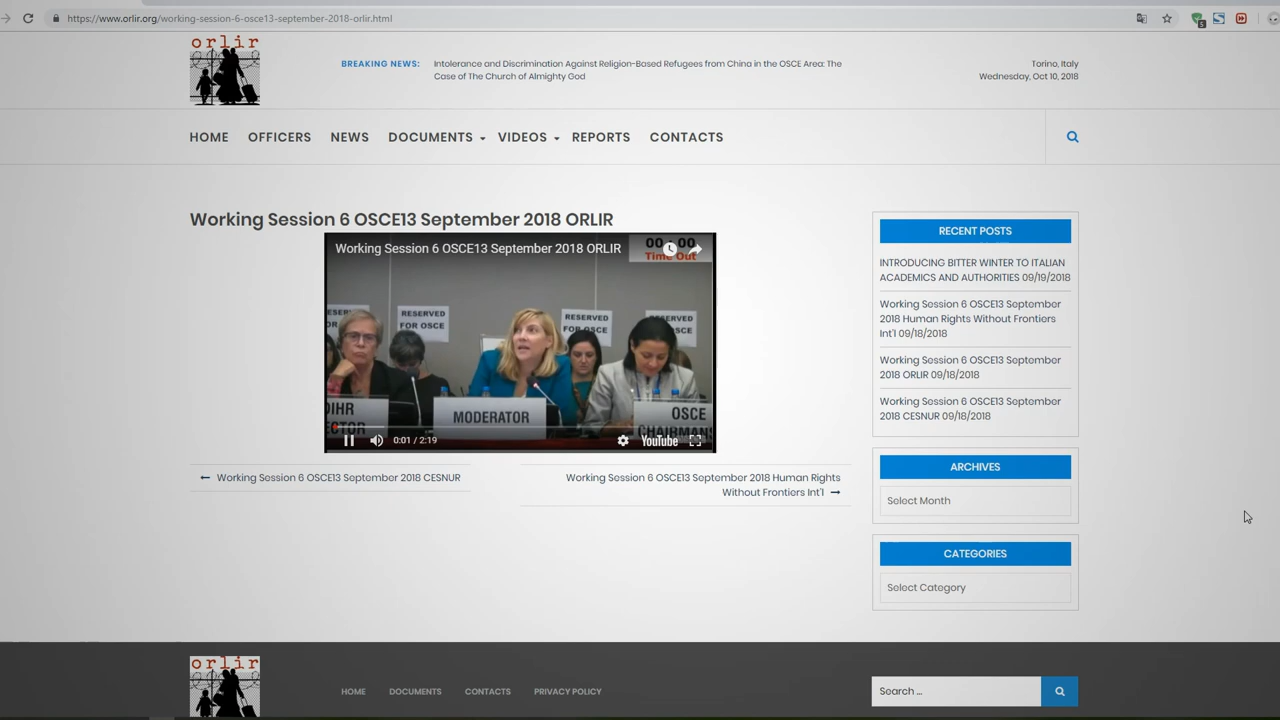 https://www.orlir.org/working-session-6-osce13-september-2018-orlir.html
orlir
BREAKING NEWS:
Intolerance and Discrimination Against Religion-Based Refugees from China in the OSCE Area: The
Case of The Church of Almighty God
Torino, Italy
Wednesday, Oct 10, 2018
HOME OFFICERS NEWS DOCUMENTS VIDEOS REPORTS CONTACTS
Working Session 6 OSCE13 September 2018 ORLIR
Working Session 6 OSCE13 September 2018 ORLIR
Time Out
RESERVED
FOR OSCE
RESERVED
FOR OSCE
RESERVED
MODERATOR
OSCE
0:01 / 2:19
YouTube
← Working Session 6 OSCE13 September 2018 CESNUR
Working Session 6 OSCE13 September 2018 Human Rights
Without Frontiers Int'l →
RECENT POSTS
INTRODUCING BITTER WINTER TO ITALIAN
ACADEMICS AND AUTHORITIES 09/19/2018
Working Session 6 OSCE13 September
2018 Human Rights Without Frontiers
Int'l 09/18/2018
Working Session 6 OSCE13 September
2018 ORLIR 09/18/2018
Working Session 6 OSCE13 September
2018 CESNUR 09/18/2018
ARCHIVES
Select Month
CATEGORIES
Select Category
orlir
HOME DOCUMENTS CONTACTS PRIVACY POLICY
Search ...